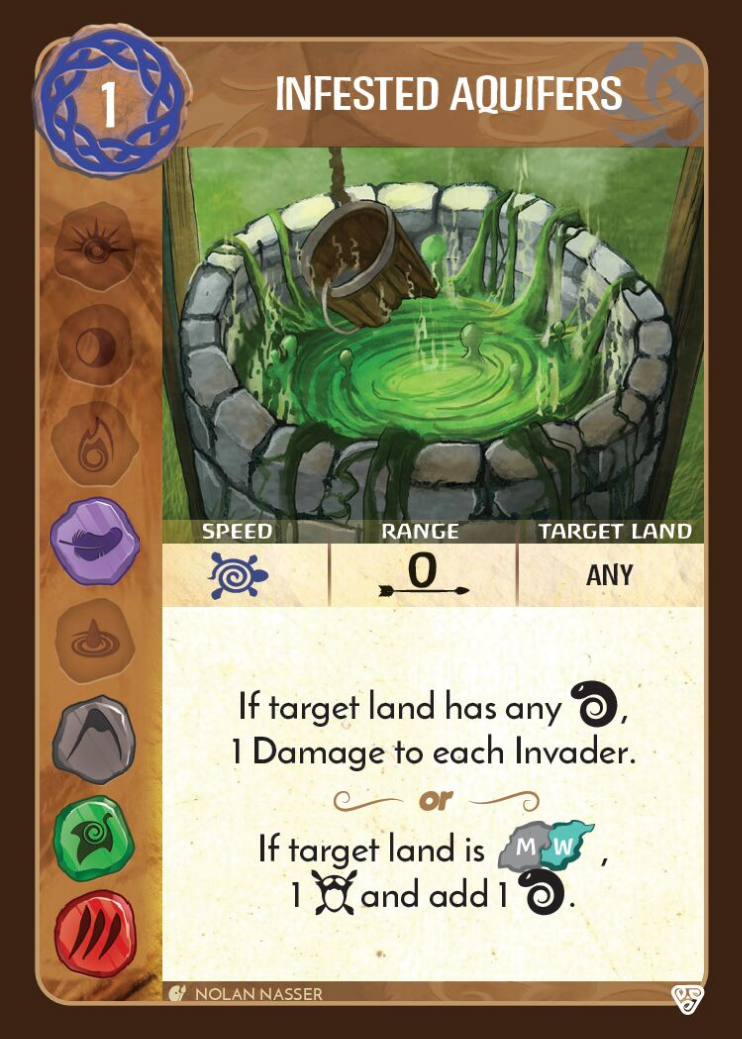 1
INFESTED AQUIFERS
SPEED RANGE TARGET LAND
0 ANY
If target land has any ,
1 Damage to each Invader.
or
If target land is M W ,
1 and add 1 .
NOLAN NASSER